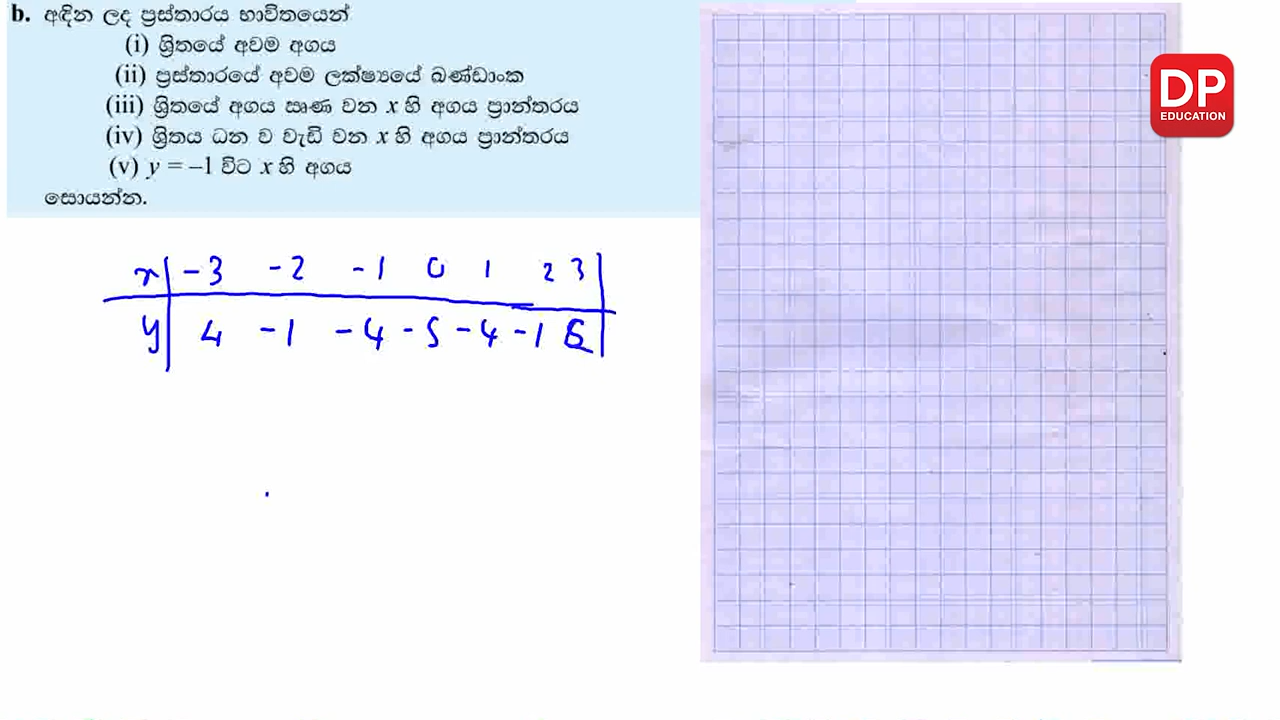 b. අඳින ලද ප්‍රස්තාරය භාවිතයෙන්
(i) ශ්‍රිතයේ අවම අගය
(ii) ප්‍රස්තාරයේ අවම ලක්ෂ්‍යයේ ඛණ්ඩාංක
(iii) ශ්‍රිතයේ අගය සෘණ වන x හි අගය ප්‍රාන්තරය
(iv) ශ්‍රිතය ධන ව වැඩි වන x හි අගය ප්‍රාන්තරය
(v) y = –1 විට x හි අගය
සොයන්න.
DP
EDUCATION
x -3 -2 -1 0 1 2 3
y 4 -1 -4 -5 -4 -1